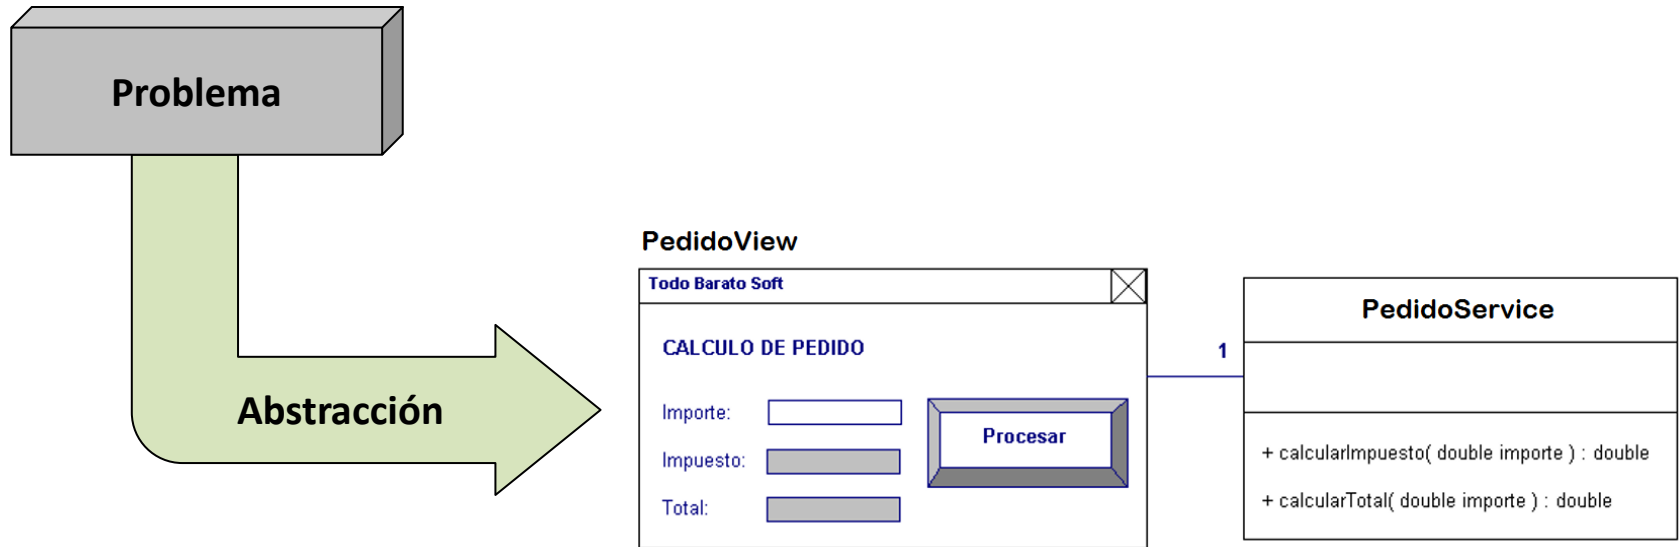 Problema
Abstracción
PedidoView
Todo Barato Soft
CALCULO DE PEDIDO
Importe:
Impuesto:
Total:
Procesar
1
PedidoService
+ calcularImpuesto( double importe ) : double
+ calcularTotal( double importe ) : double